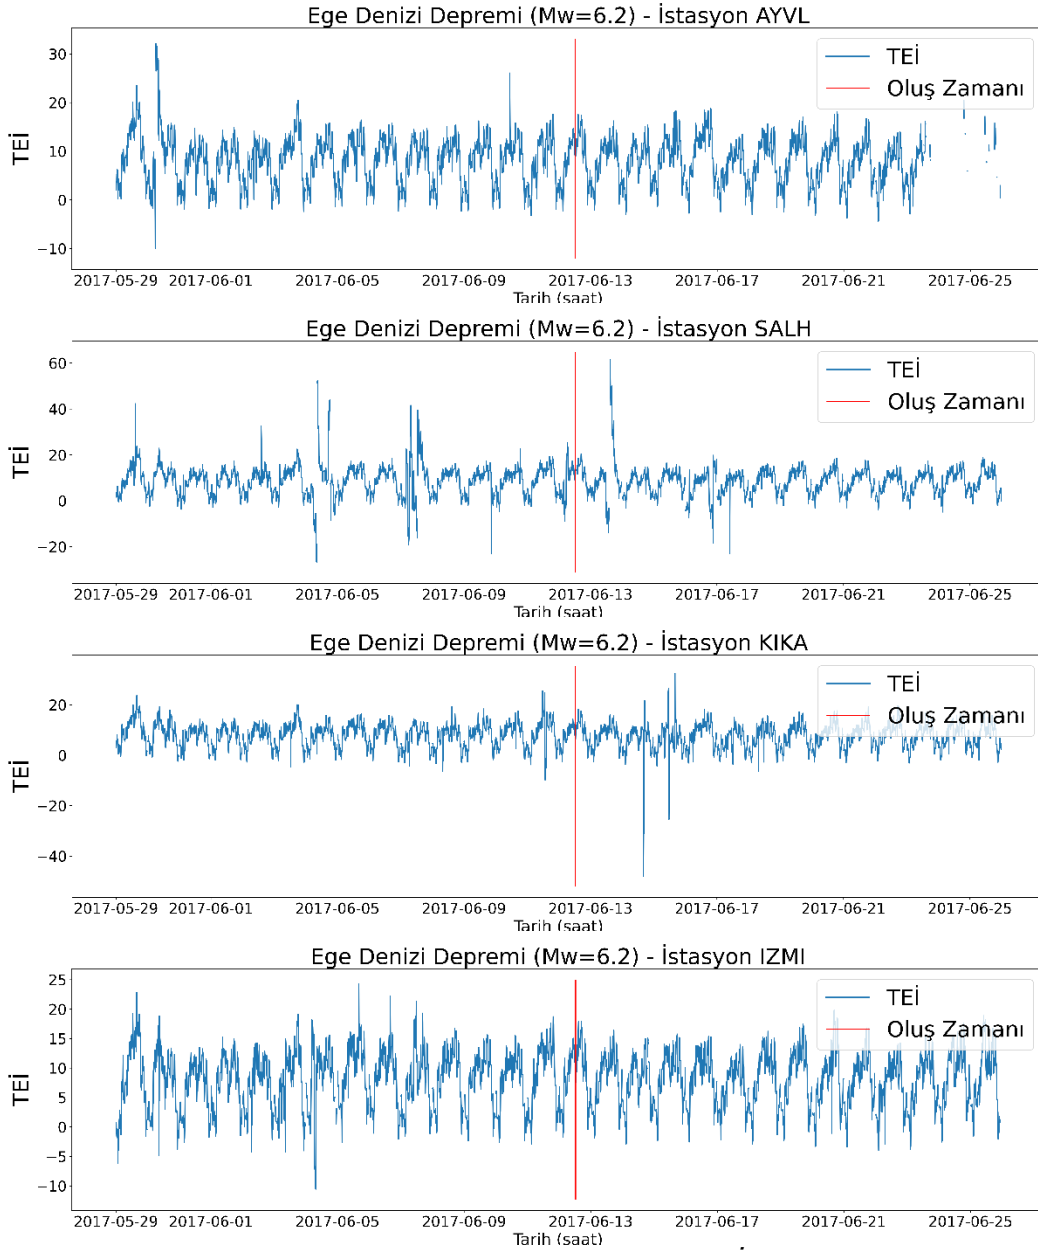 Ege Denizi Depremi (Mw=6.2) - İstasyon AYVL
30
20
10
0
−10
TEİ
TEİ
Oluş Zamanı
2017-05-29 2017-06-01 2017-06-05 2017-06-09 2017-06-13 2017-06-17 2017-06-21 2017-06-25
Tarih (saat)
Ege Denizi Depremi (Mw=6.2) - İstasyon SALH
60
40
20
0
−20
TEİ
TEİ
Oluş Zamanı
2017-05-29 2017-06-01 2017-06-05 2017-06-09 2017-06-13 2017-06-17 2017-06-21 2017-06-25
Tarih (saat)
Ege Denizi Depremi (Mw=6.2) - İstasyon KIKA
20
0
−20
−40
TEİ
TEİ
Oluş Zamanı
2017-05-29 2017-06-01 2017-06-05 2017-06-09 2017-06-13 2017-06-17 2017-06-21 2017-06-25
Tarih (saat)
Ege Denizi Depremi (Mw=6.2) - İstasyon IZMI
25
20
15
10
5
0
−5
−10
TEİ
TEİ
Oluş Zamanı
2017-05-29 2017-06-01 2017-06-05 2017-06-09 2017-06-13 2017-06-17 2017-06-21 2017-06-25
Tarih (saat)